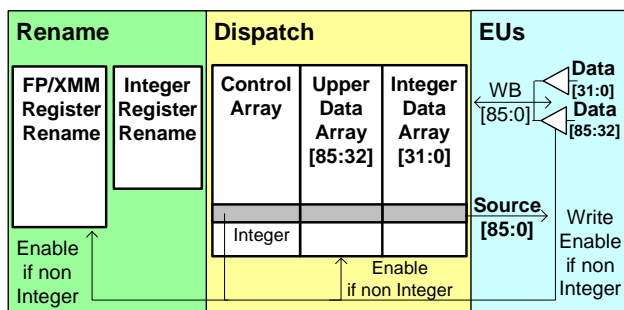 Rename
Dispatch
EUs
FP/XMM
Register
Rename
Integer
Register
Rename
Control
Array
Upper
Data
Array
[85:32]
Integer
Data
Array
[31:0]
WB
[85:0]
Data
[31:0]
Data
[85:32]
Source
[85:0]
Integer
Enable
if non
Integer
Enable
if non Integer
Write
Enable
if non
Integer